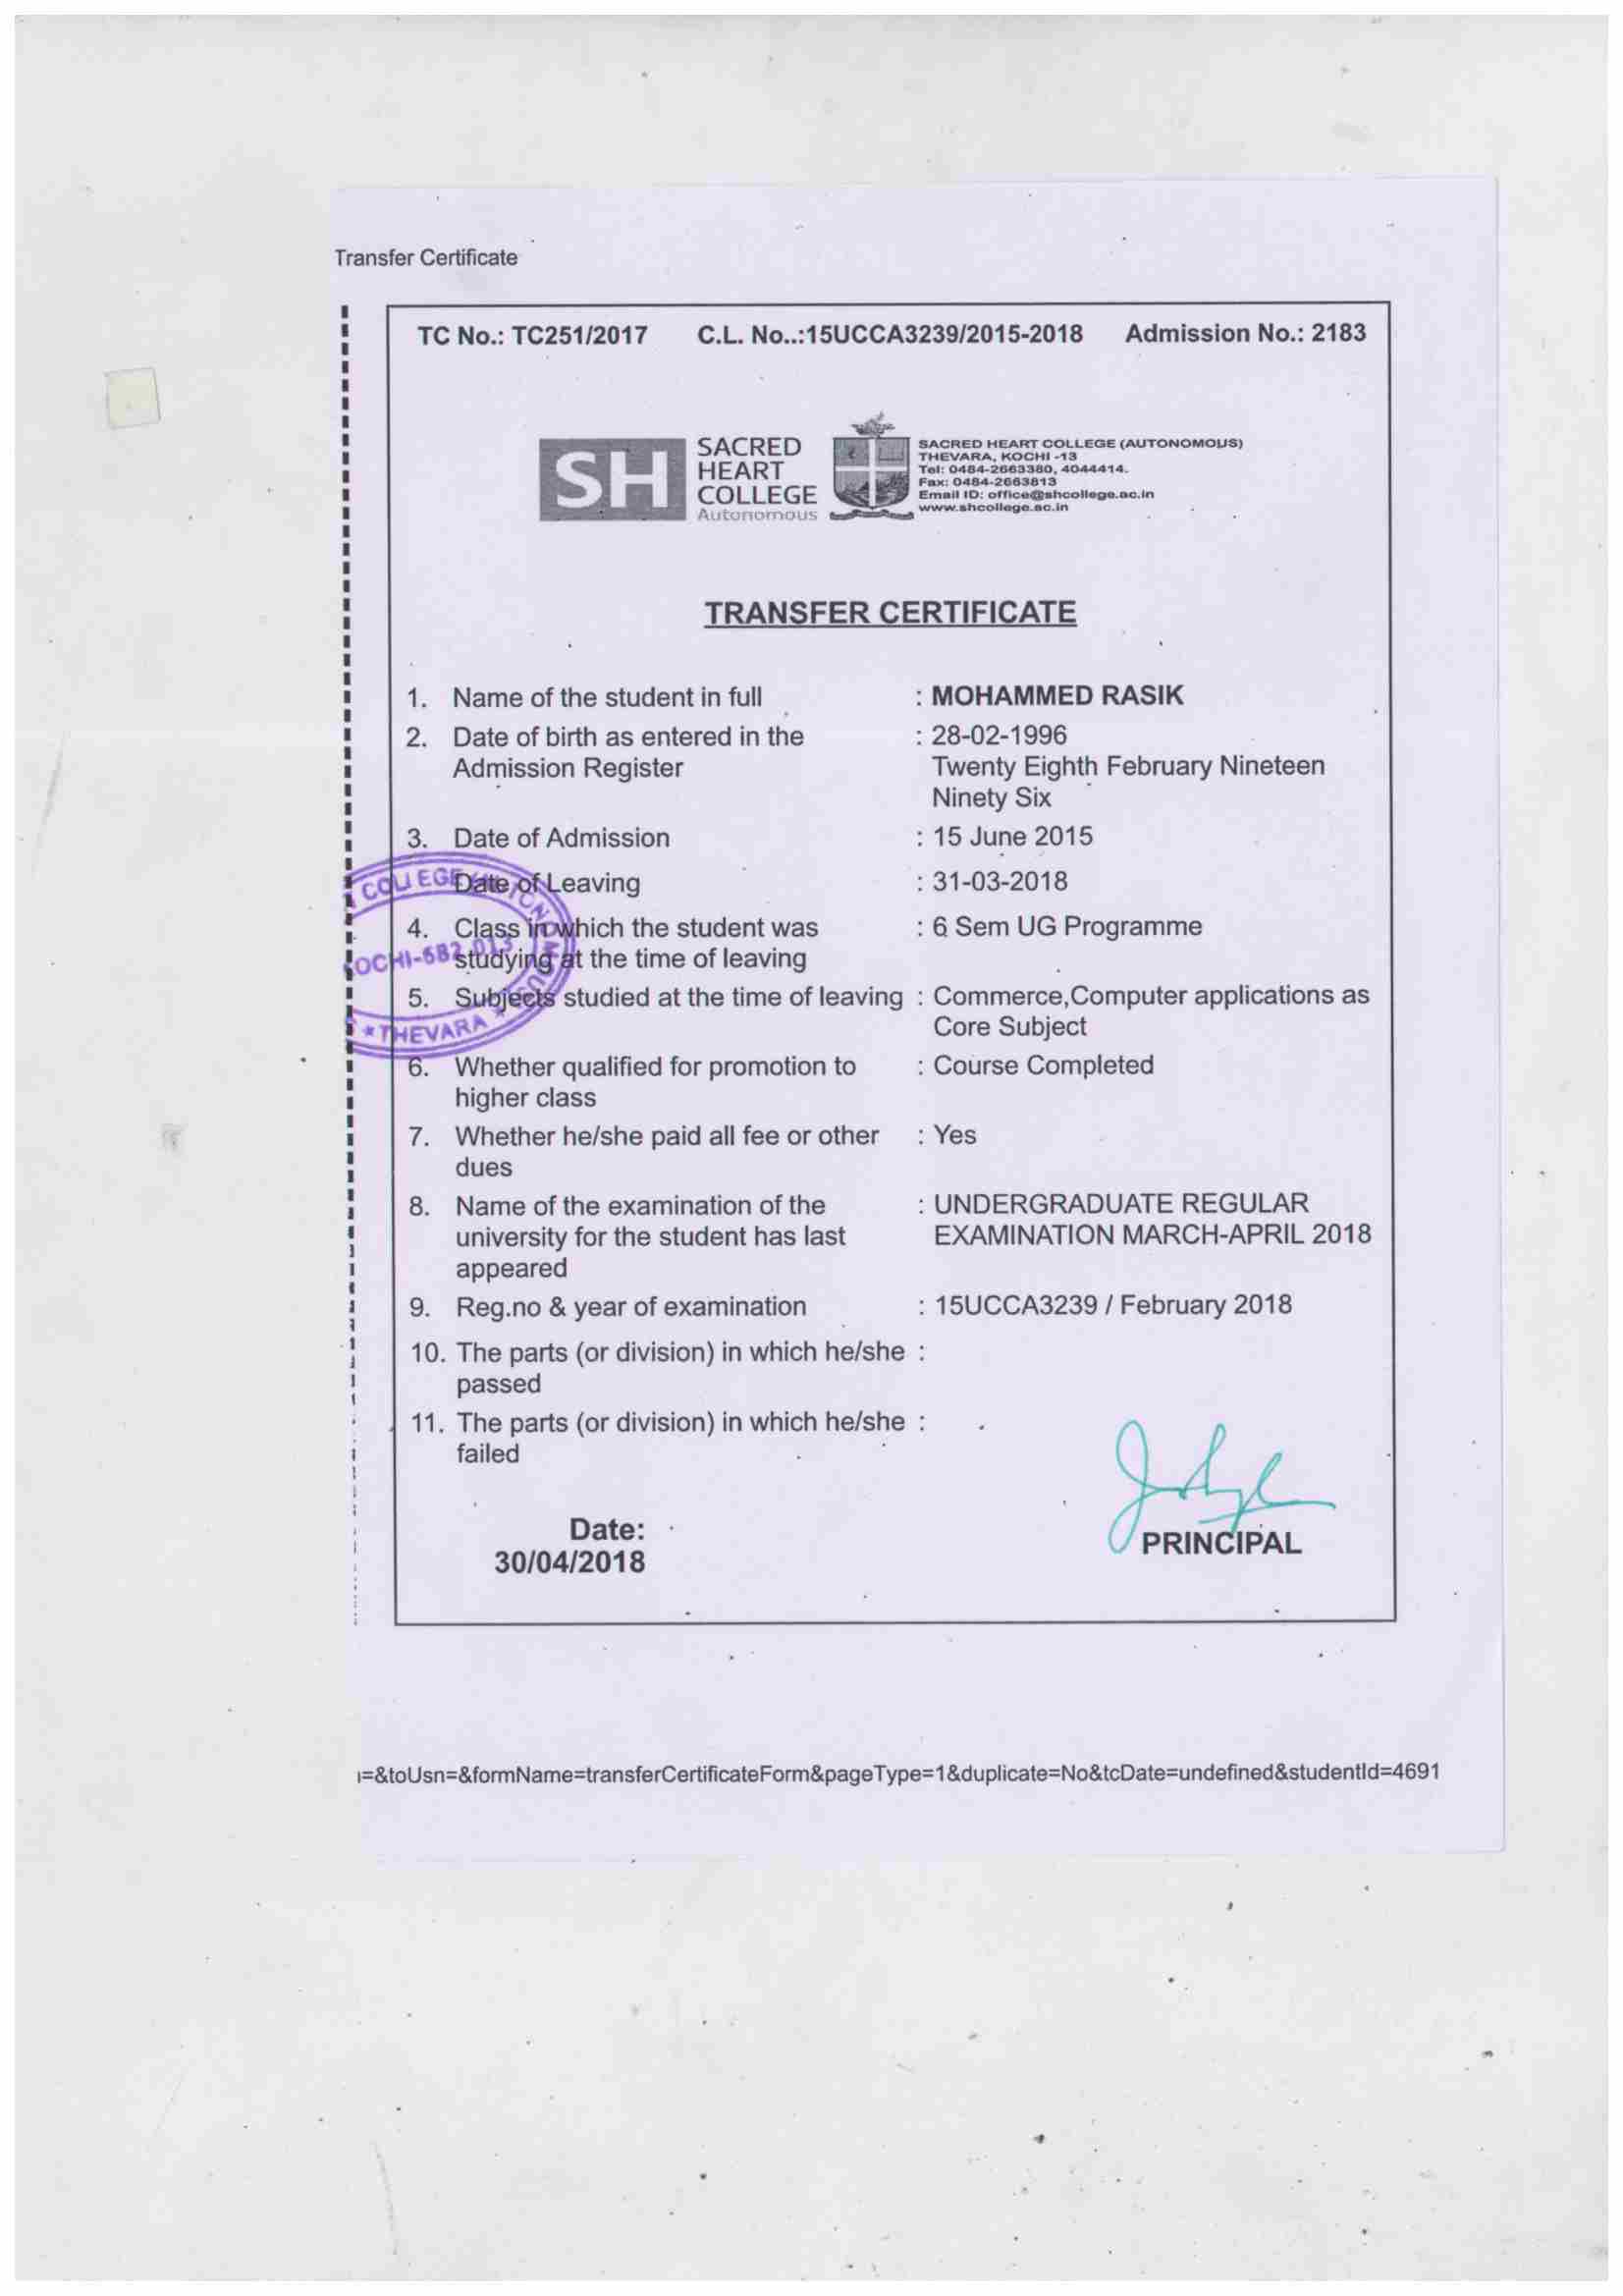 Transfer Certificate
TC No.: TC251/2017 C.L. No..:15UCCA3239/2015-2018 Admission No.: 2183
SH
SACRED
HEART
COLLEGE
Autonomous
SACRED HEART COLLEGE (AUTONOMOUS)
THEVARA, KOCHI -13
Tel: 0484-2663380, 4044414.
Fax: 0484-2663813
Email ID: office@shcollege.ac.in
www.shcollege.ac.in
TRANSFER CERTIFICATE
1. Name of the student in full : MOHAMMED RASIK
2. Date of birth as entered in the : 28-02-1996
Admission Register Twenty Eighth February Nineteen
Ninety Six
3. Date of Admission : 15 June 2015
Date of Leaving : 31-03-2018
4. Class in which the student was : 6 Sem UG Programme
studying at the time of leaving
5. Subjects studied at the time of leaving : Commerce,Computer applications as
Core Subject
6. Whether qualified for promotion to : Course Completed
higher class
7. Whether he/she paid all fee or other : Yes
dues
8. Name of the examination of the : UNDERGRADUATE REGULAR
university for the student has last EXAMINATION MARCH-APRIL 2018
appeared
9. Reg.no & year of examination : 15UCCA3239 / February 2018
10. The parts (or division) in which he/she :
passed
11. The parts (or division) in which he/she :
failed
COLLEGE (AUTONOMOUS)
OCHI-682 013
* THEVARA *
Date:
30/04/2018
PRINCIPAL
=&toUsn=&formName=transferCertificateForm&pageType=1&duplicate=No&tcDate=undefined&studentId=4691